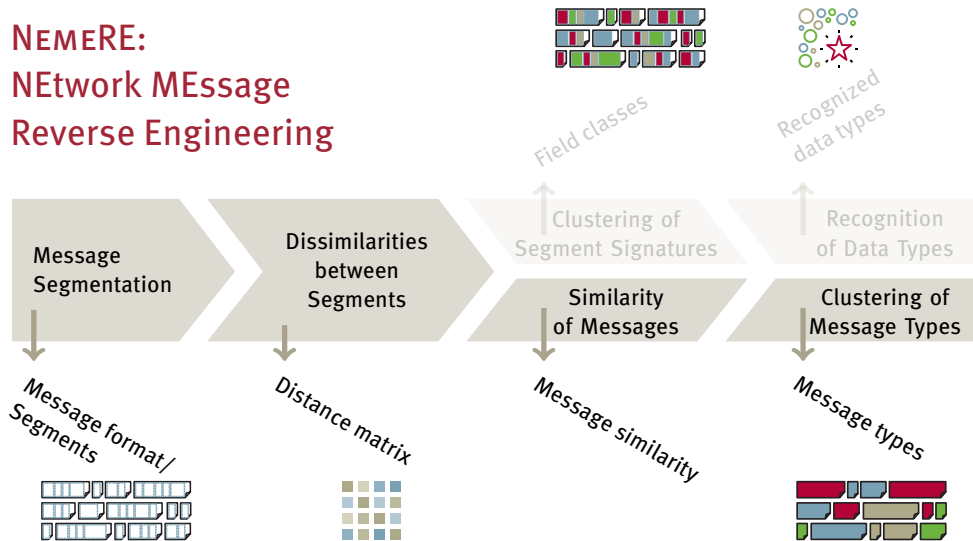 NEMERE:
NEtwork MEssage
Reverse Engineering
Field classes
Recognized
data types
Message
Segmentation
Dissimilarities
between
Segments
Clustering of
Segment Signatures
Recognition
of Data Types
Similarity
of Messages
Clustering of
Message Types
Message format/
Segments
Distance matrix
Message similarity
Message types